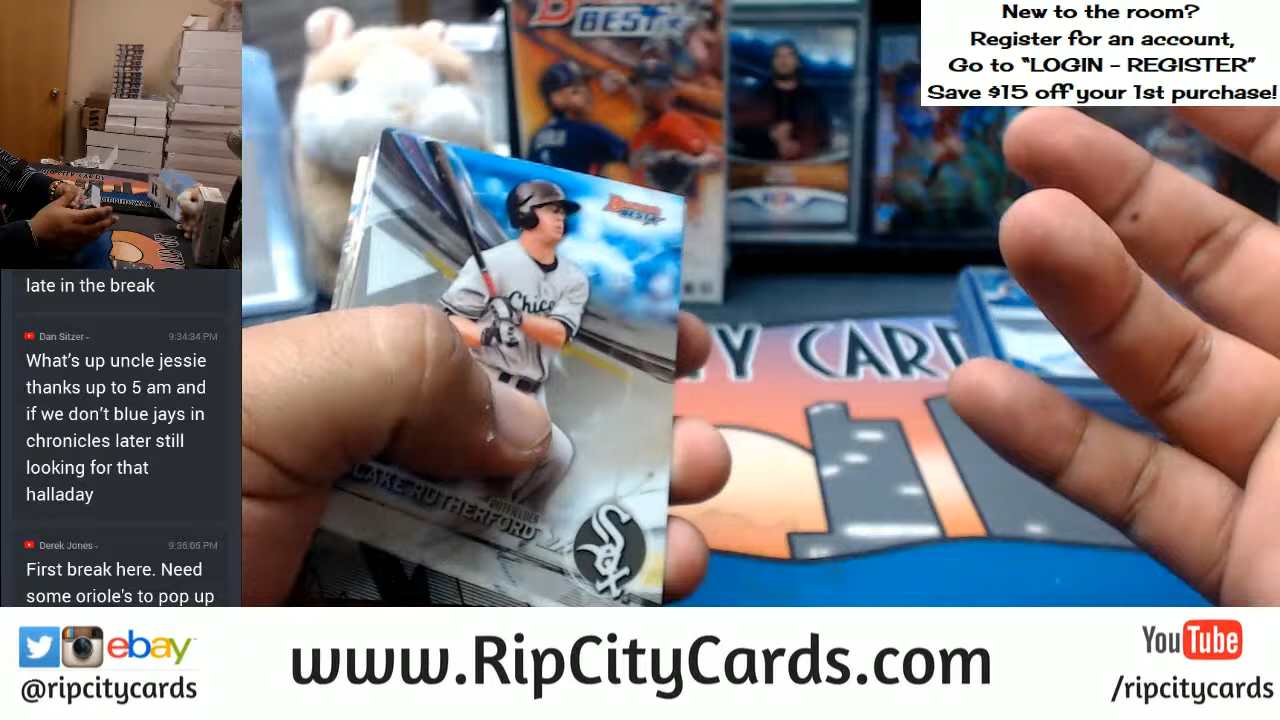 New to the room?
Register for an account,
Go to “LOGIN - REGISTER”
Save $15 off your 1st purchase!
BEST
Bowman's
BEST
Chica
LAKE RUTHERFORD
OUTFIELDER
Sox
Y CARD
late in the break
Dan Sitzer-
9:34:34 PM
What's up uncle jessie
thanks up to 5 am and
if we don't blue jays in
chronicles later still
looking for that
halladay
Derek Jones-
9:36:05 PM
First break here. Need
some oriole's to pop up
ebay
@ripcitycards
www.RipCityCards.com
YouTube
/ripcitycards